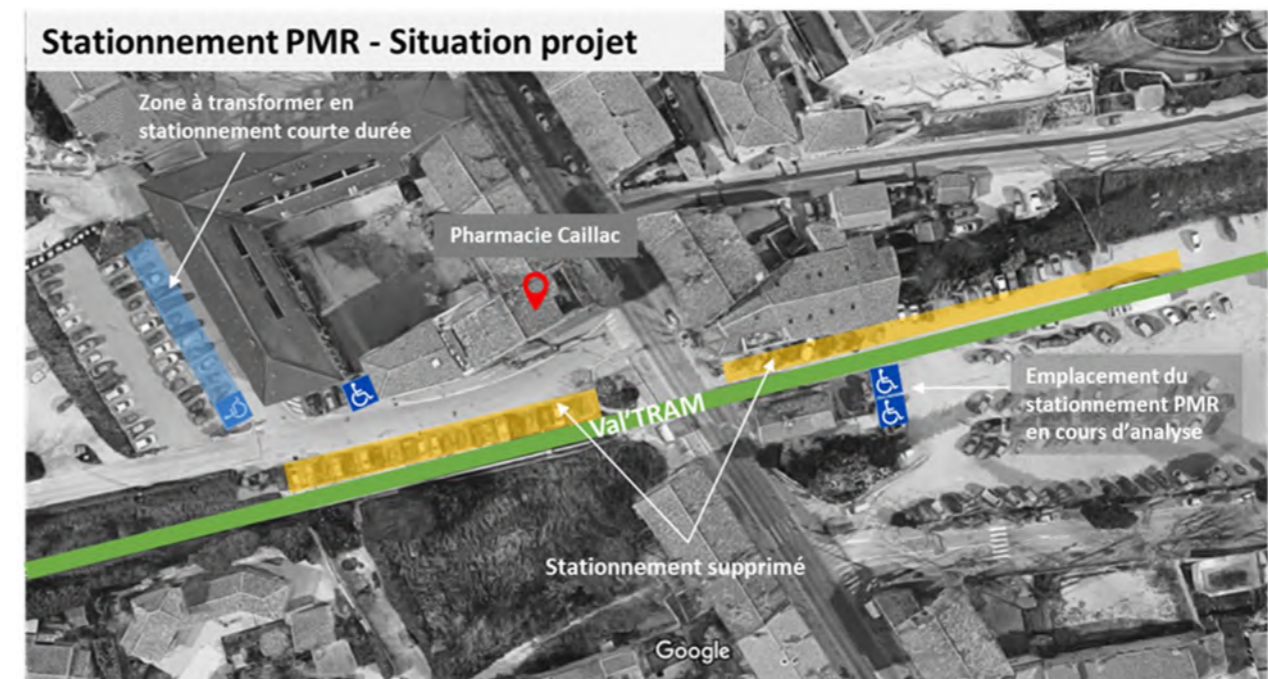 Stationnement PMR - Situation projet
Zone à transformer en
stationnement courte durée
Pharmacie Caillac
Val'TRAM
Emplacement du
stationnement PMR
en cours d'analyse
Stationnement supprimé
Google